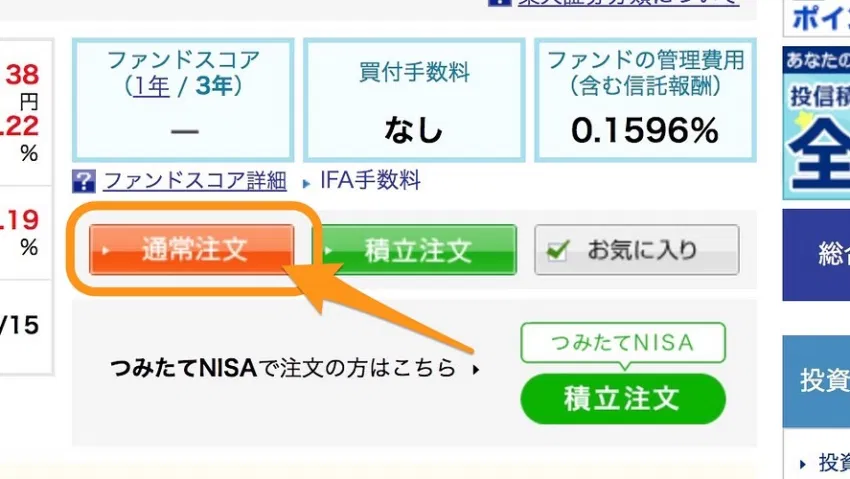 ポイン
38
円
.22
%
.19
%
/15
ファンドスコア
(1年 / 3年)
—
買付手数料
なし
ファンドの管理費用
(含む信託報酬)
0.1596%
ファンドスコア詳細
IFA手数料
通常注文
積立注文
お気に入り
つみたてNISAで注文の方はこちら
つみたてNISA
積立注文
あなたの
投信積
全
総合
投資
投資